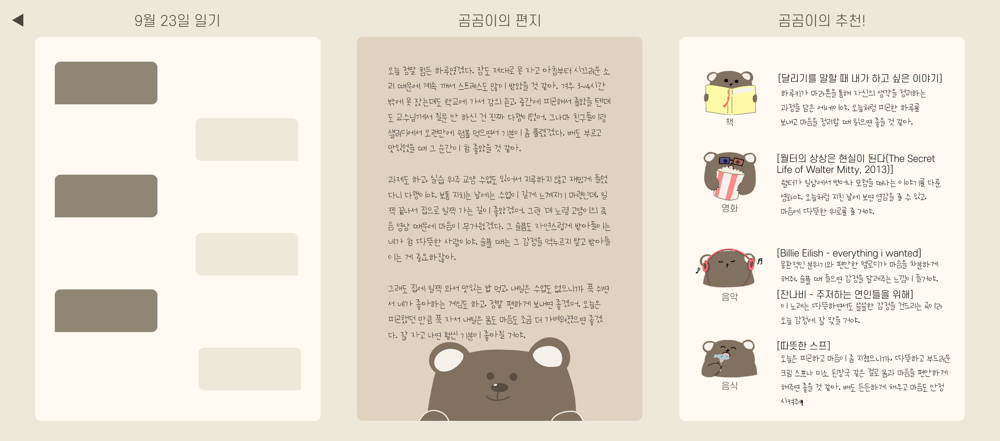 9월 23일 일기
곰곰이의 편지
오늘 정말 힘든 하루였겠다. 잠도 제대로 못 자고 아침부터 시끄러운 소
리 때문에 계속 깨서 스트레스도 많이 받았을 것 같아. 겨우 3~4시간
밖에 못 잤는데도 학교에 가서 강의 듣고, 중간에 피곤해서 졸았을 텐데
도 교수님께서 질문 안 하신 건 진짜 다행이었어. 그나마 친구들이랑
샐러디에서 오랜만에 웜볼 먹으면서 기분이 좀 풀렸겠다. 배도 부르고
맛있었을 때 그 순간이 참 좋았을 것 같아.
과제도 하고, 실습 위주 교양 수업도 있어서 지루하지 않고 재밌게 들었
다니 다행이야. 보통 지치는 날에는 수업이 길게 느껴지기 마련인데, 일
찍 끝나서 집으로 일찍 가는 길이 좋았겠어. 그런 '데 노령 고양이의 죽
음 영상 때문에 마음이 무거웠겠다. 그 슬픔도 자연스럽게 받아들이는
네가 참 따뜻한 사람이야. 슬플 때는 그 감정을 억누르지 말고 받아들
이는 게 중요하잖아.
그래도 집에 일찍 와서 맛있는 밥 먹고, 내일은 수업도 없으니까 푹 쉬면
서 네가 좋아하는 게임도 하고, 정말 편하게 보내면 좋겠어. 오늘은
피곤했던 만큼 푹 자서 내일은 몸도 마음도 조금 더 가벼워졌으면 좋겠
다. 잘 자고 나면 훨씬 기분이 좋아질 거야.
곰곰이의 추천!
책
[달리기를 말할 때 내가 하고 싶은 이야기]
하루키가 마라톤을 통해 자신의 생각을 정리하는
과정을 담은 에세이야. 오늘처럼 피곤한 하루를
보내고 마음을 정리할 때 읽으면 좋을 것 같아.
영화
[월터의 상상은 현실이 된다(The Secret
Life of Walter Mitty, 2013)]
월터가 일상에서 벗어나 모험을 떠나는 이야기를 다룬
영화야. 오늘처럼 지친 날에 보면 영감을 줄 수 있고,
마음에 따뜻한 위로를 줄 거야.
음악
[Billie Eilish - everything i wanted]
몽환적인 분위기와 편안한 멜로디가 마음을 차분하게
해줘. 슬플 때 들으면 감정을 달래주는 느낌이 들거야.
[잔나비 - 주저하는 연인들을 위해]
이 노래는 따뜻하면서도 쓸쓸한 감정을 건드리는 곡이라
오늘 감정에 잘 맞을 거야.
음식
[따뜻한 스프]
오늘은 피곤하고 마음이 좀 지쳤으니까, 따뜻하고 부드러운
크림 스프나 미소 된장국 같은 걸로 몸과 마음을 편안하게
해주면 좋을 것 같아. 배도 든든하게 채우고 마음도 안정
시켜줘!